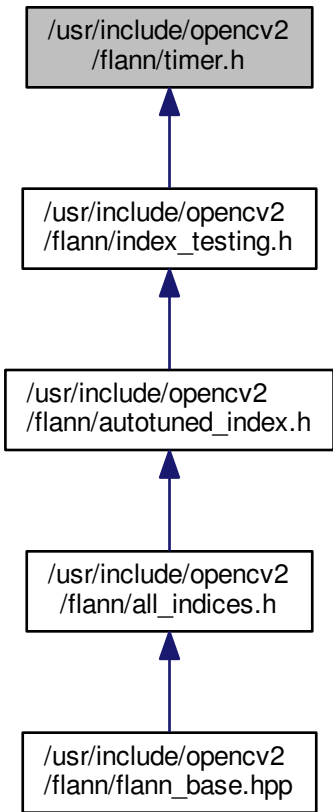 /usr/include/opencv2
/flann/timer.h
/usr/include/opencv2
/flann/index_testing.h
/usr/include/opencv2
/flann/autotuned_index.h
/usr/include/opencv2
/flann/all_indices.h
/usr/include/opencv2
/flann/flann_base.hpp